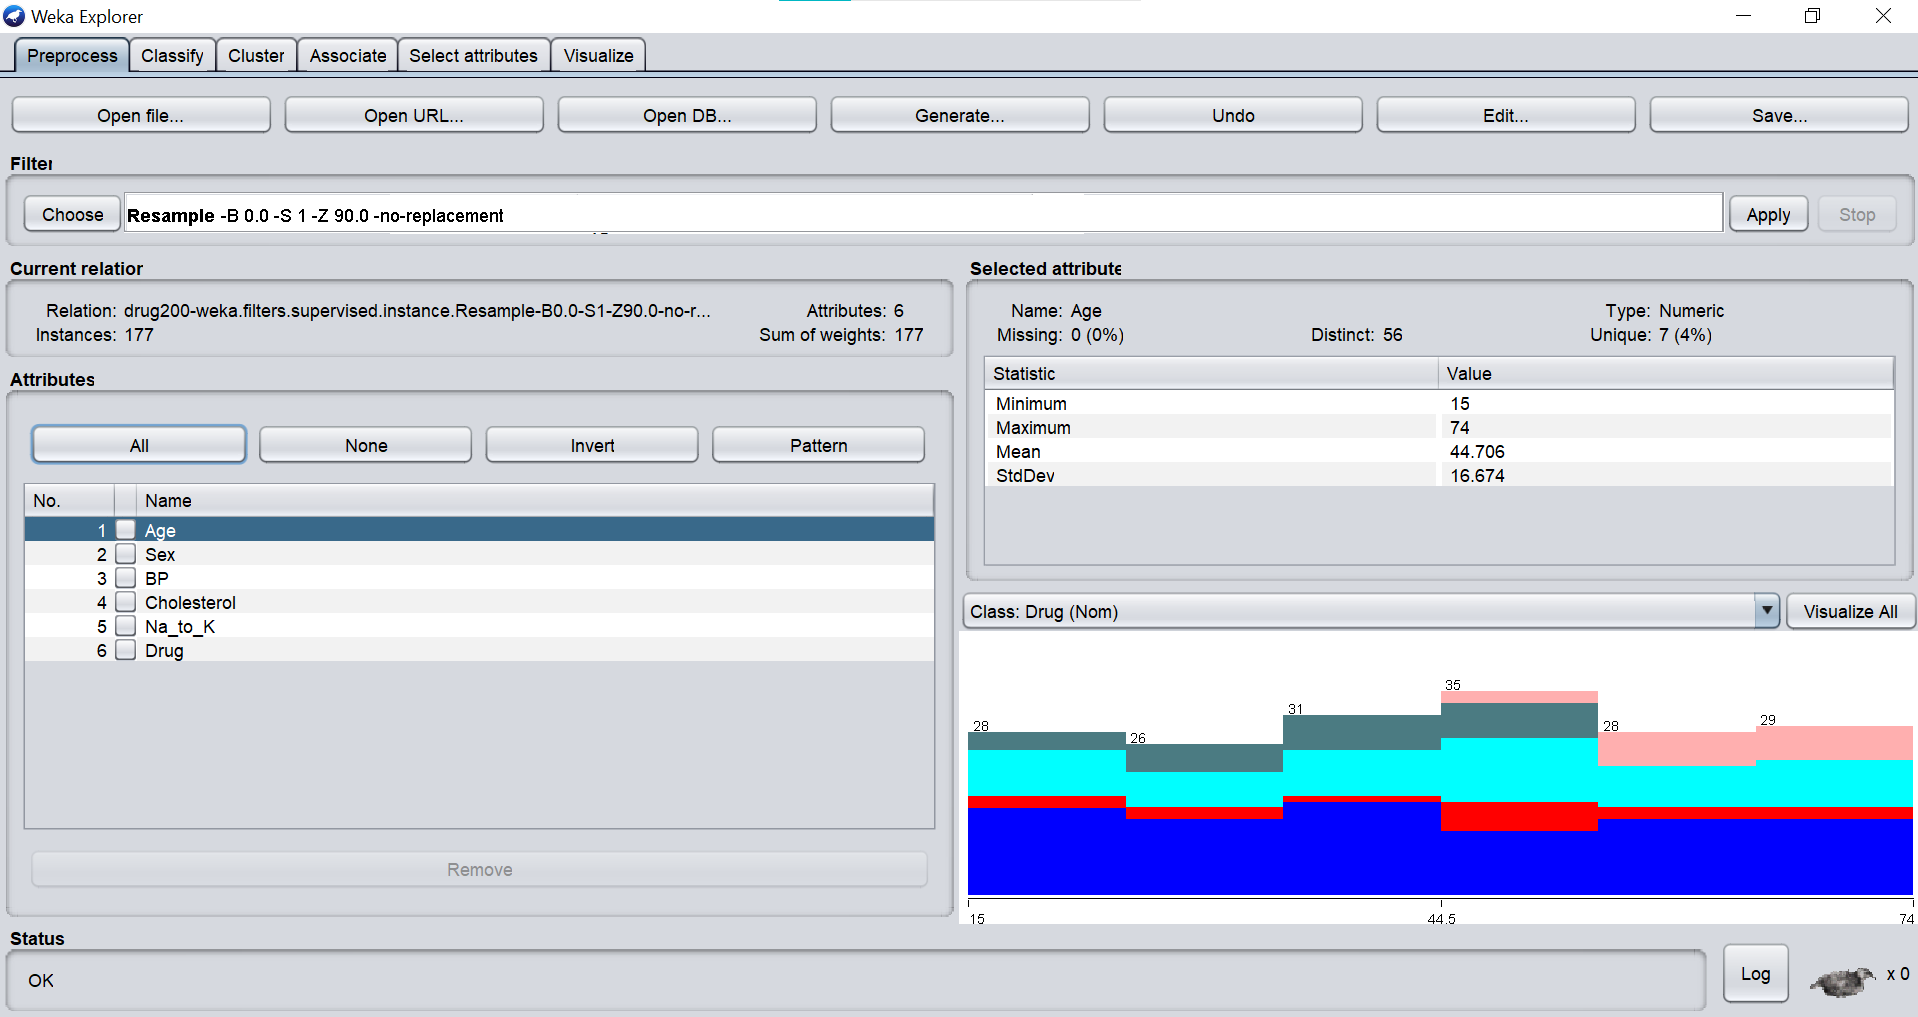 Weka Explorer
Preprocess Classify Cluster Associate Select attributes Visualize
Open file... Open URL... Open DB... Generate... Undo Edit... Save...
Filter
Choose Resample -B 0.0 -S 1 -Z 90.0 -no-replacement Apply Stop
Current relation
Relation: drug200-weka.filters.supervised.instance.Resample-B0.0-S1-Z90.0-no-r... Attributes: 6
Instances: 177 Sum of weights: 177
Attributes
All None Invert Pattern
No. Name
1 Age
2 Sex
3 BP
4 Cholesterol
5 Na_to_K
6 Drug
Remove
Selected attribute
Name: Age Type: Numeric
Missing: 0 (0%) Distinct: 56 Unique: 7 (4%)
Statistic Value
Minimum 15
Maximum 74
Mean 44.706
StdDev 16.674
Class: Drug (Nom) Visualize All
28 26 31 35 28 29
15 44.5 74
Status
OK
Log x 0